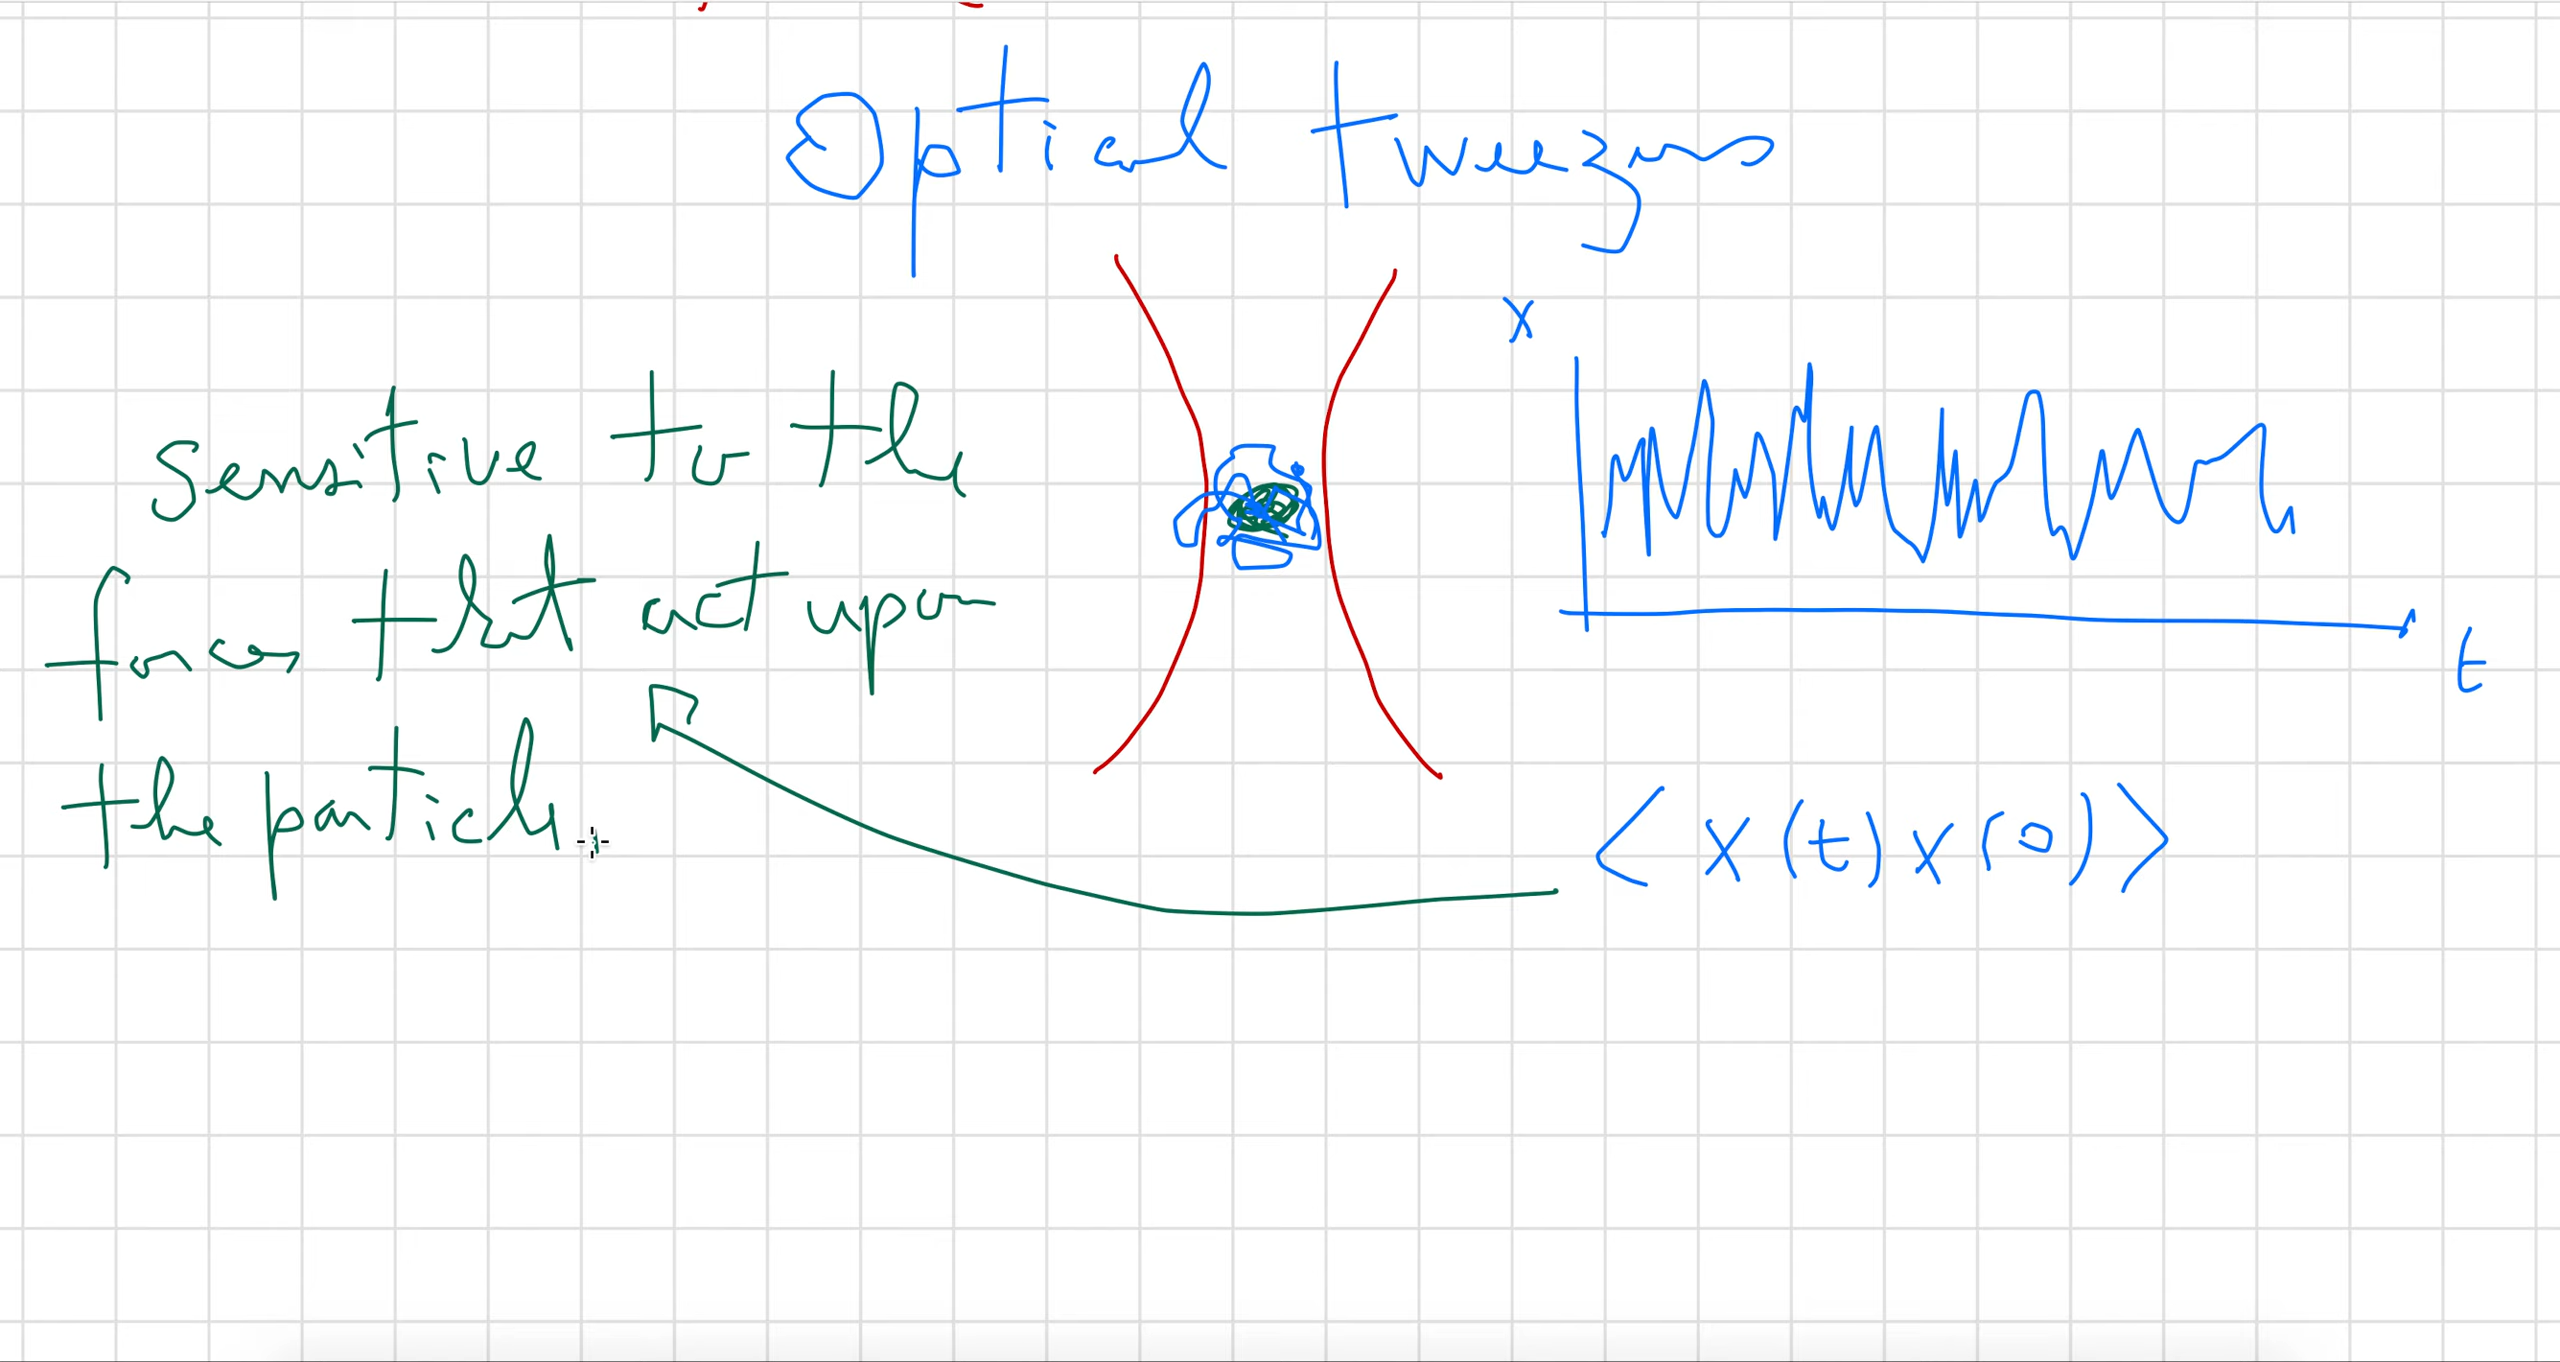 Optical tweezers
x
Sensitive to the
forces that act upon
the particle.
t
< x(t) x(0) >